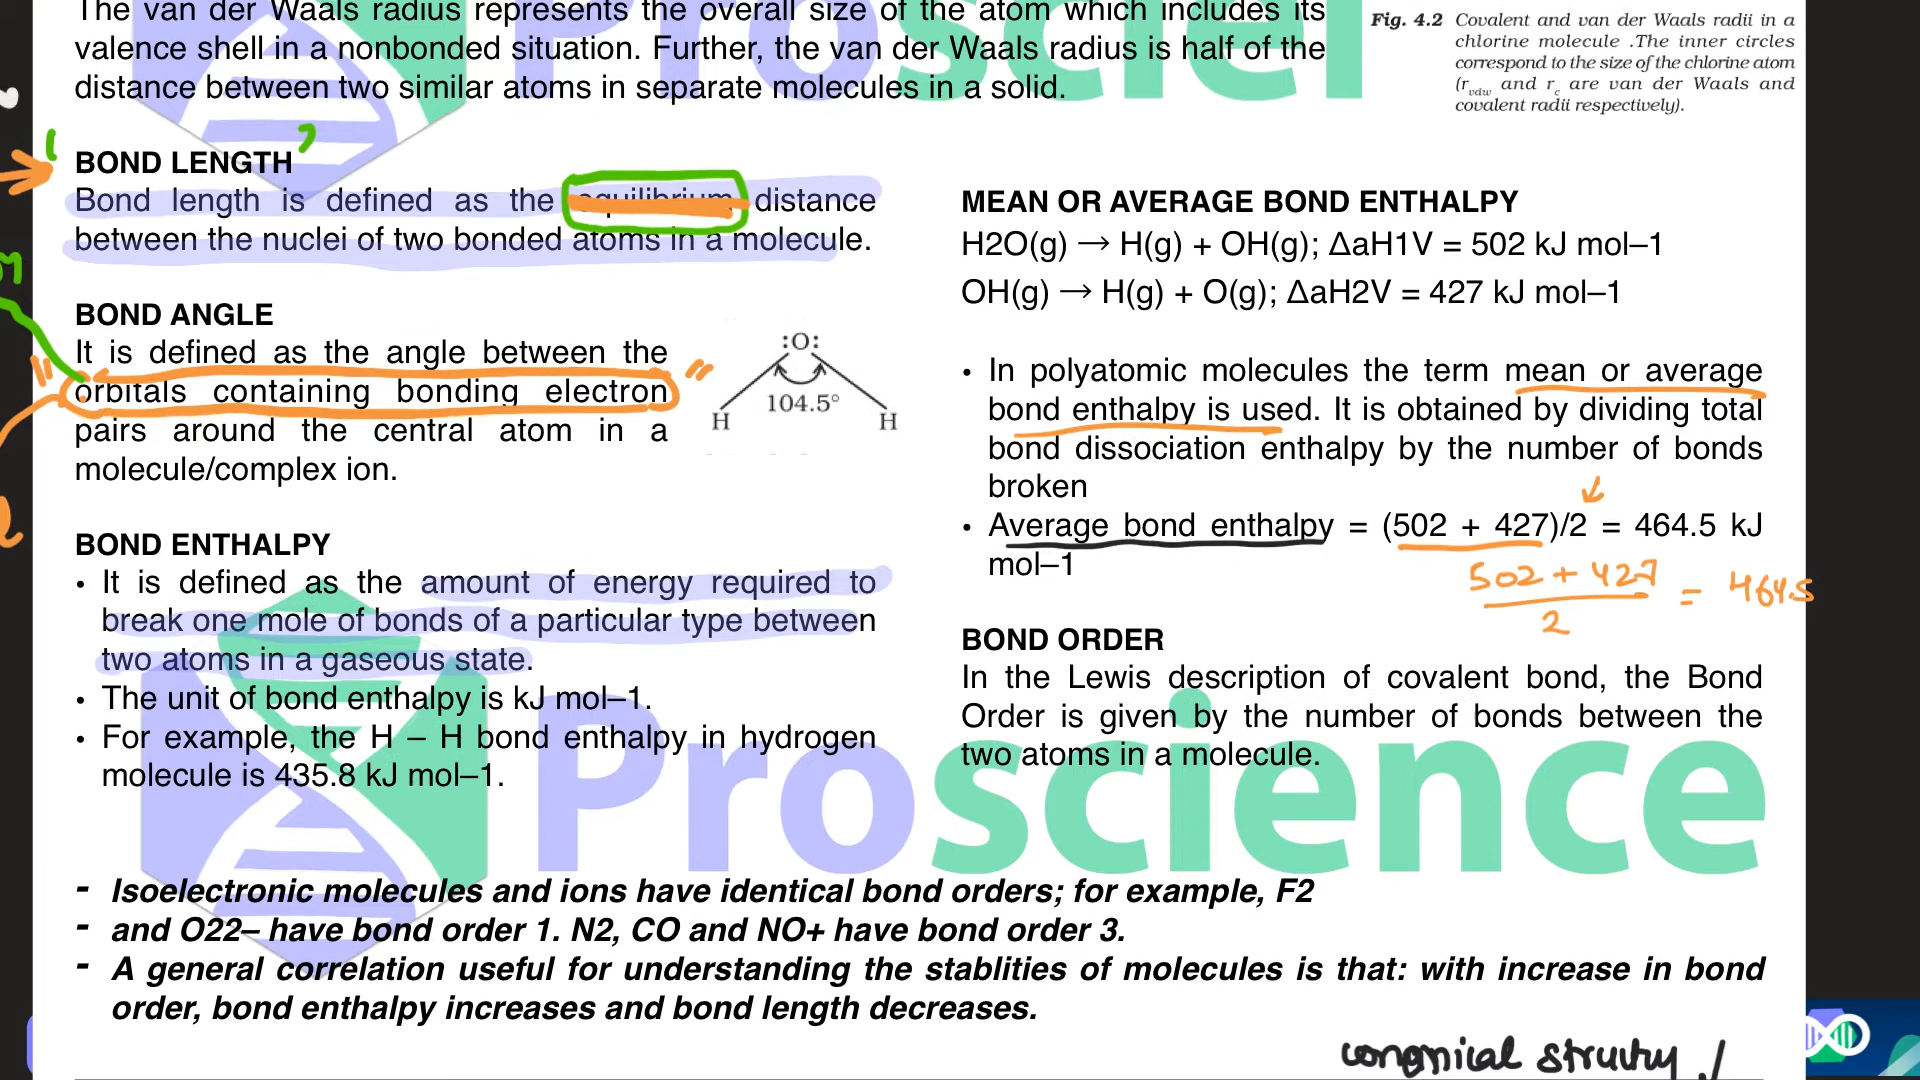 The van der Waals radius represents the overall size of the atom which includes its
valence shell in a nonbonded situation. Further, the van der Waals radius is half of the
distance between two similar atoms in separate molecules in a solid.
Fig. 4.2 Covalent and van der Waals radii in a
chlorine molecule .The inner circles
correspond to the size of the chlorine atom
(rvdw and rc are van der Waals and
covalent radii respectively).
BOND LENGTH
Bond length is defined as the equilibrium distance
between the nuclei of two bonded atoms in a molecule.
BOND ANGLE
It is defined as the angle between the
orbitals containing bonding electron
pairs around the central atom in a
molecule/complex ion.
:O:
104.5°
H H
BOND ENTHALPY
• It is defined as the amount of energy required to
break one mole of bonds of a particular type between
two atoms in a gaseous state.
• The unit of bond enthalpy is kJ mol–1.
• For example, the H – H bond enthalpy in hydrogen
molecule is 435.8 kJ mol–1.
MEAN OR AVERAGE BOND ENTHALPY
H2O(g) → H(g) + OH(g); ΔaH1V = 502 kJ mol–1
OH(g) → H(g) + O(g); ΔaH2V = 427 kJ mol–1
• In polyatomic molecules the term mean or average
bond enthalpy is used. It is obtained by dividing total
bond dissociation enthalpy by the number of bonds
broken
• Average bond enthalpy = (502 + 427)/2 = 464.5 kJ
mol–1
502 + 427
2
= 464.5
BOND ORDER
In the Lewis description of covalent bond, the Bond
Order is given by the number of bonds between the
two atoms in a molecule.
Proscience
- Isoelectronic molecules and ions have identical bond orders; for example, F2
- and O22– have bond order 1. N2, CO and NO+ have bond order 3.
- A general correlation useful for understanding the stablities of molecules is that: with increase in bond
order, bond enthalpy increases and bond length decreases.